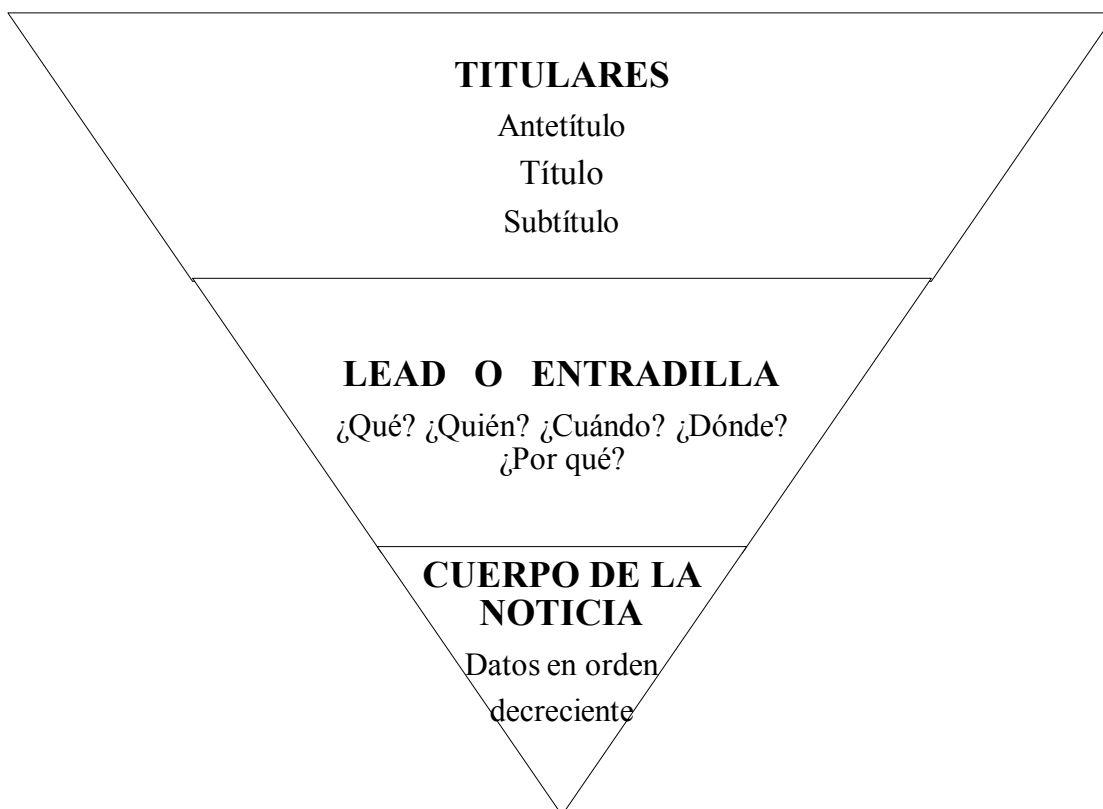 TITULARES
Antetítulo
Título
Subtítulo
LEAD O ENTRADILLA
¿Qué? ¿Quién? ¿Cuándo? ¿Dónde?
¿Por qué?
CUERPO DE LA
NOTICIA
Datos en orden
decreciente